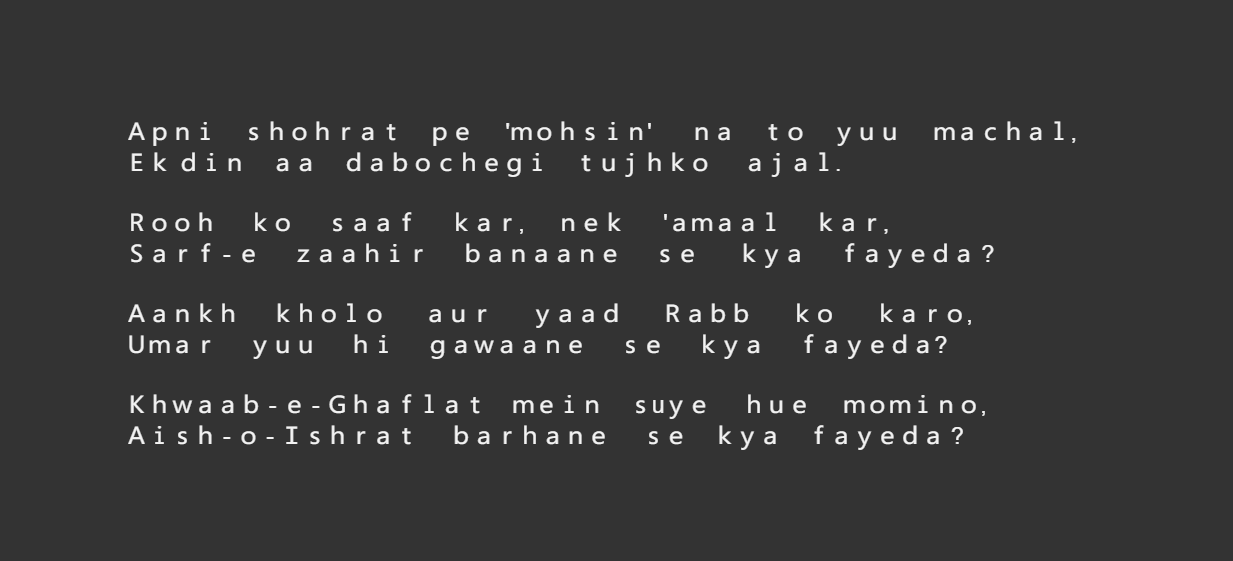 Apni shohrat pe 'mohsin' na to yuu machal,
Ek din aa dabochegi tujhko ajal.
Rooh ko saaf kar, nek 'amaal kar,
Sarf-e zaahir banaane se kya fayeda?
Aankh kholo aur yaad Rabb ko karo,
Umar yuu hi gawaane se kya fayeda?
Khwaab-e-Ghaflat mein suye hue momino,
Aish-o-Ishrat barhane se kya fayeda?